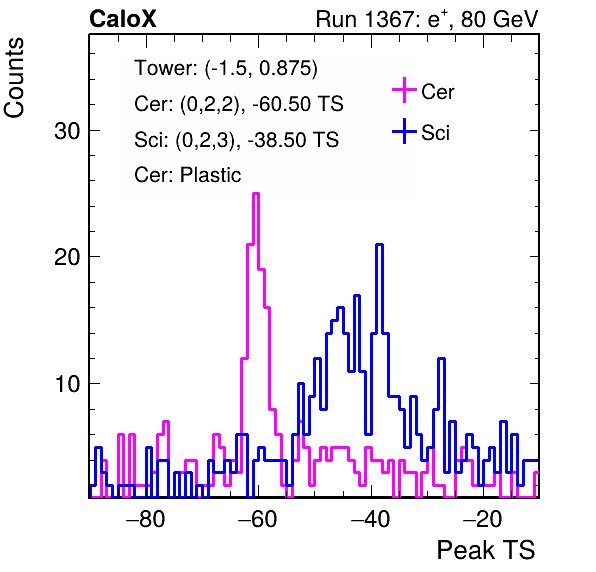 CaloX Run 1367: e⁺, 80 GeV
Counts
Tower: (-1.5, 0.875)
Cer: (0,2,2), -60.50 TS
Sci: (0,2,3), -38.50 TS
Cer: Plastic
Cer
Sci
30
20
10
−80 −60 −40 −20
Peak TS